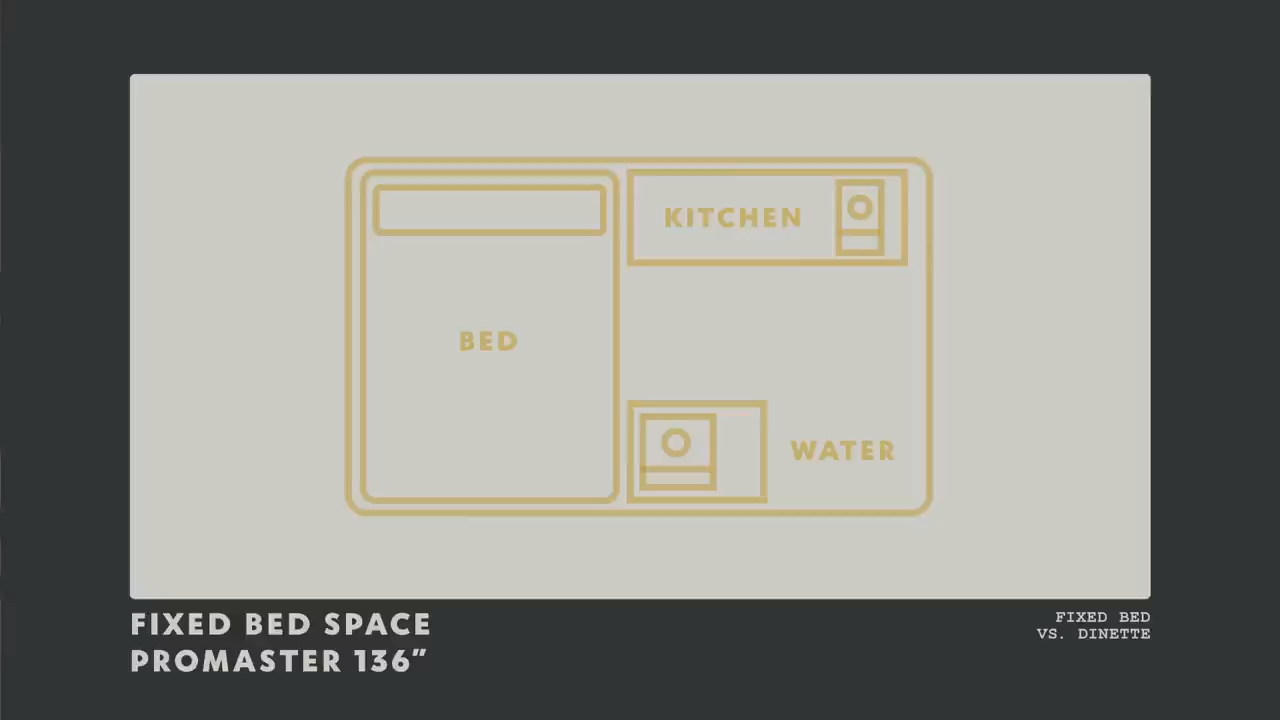 KITCHEN
BED
WATER
FIXED BED SPACE
PROMASTER 136”
FIXED BED
VS. DINETTE